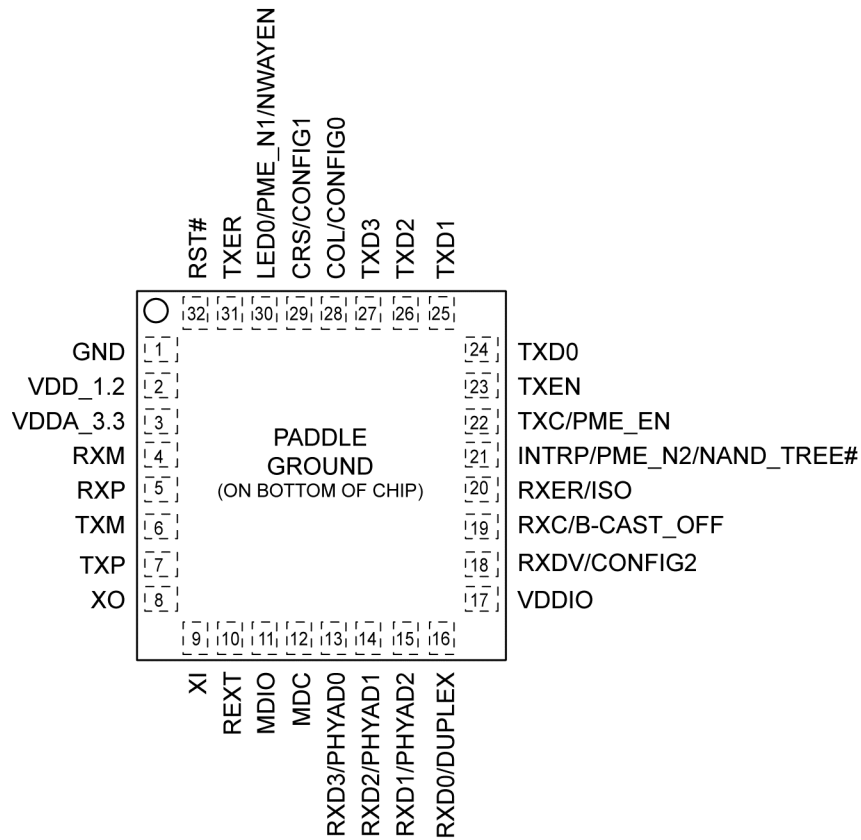 RST#
TXER
LED0/PME_N1/NWAYEN
CRS/CONFIG1
COL/CONFIG0
TXD3
TXD2
TXD1
32 31 30 29 28 27 26 25
GND 1
VDD_1.2 2
VDDA_3.3 3
RXM 4
RXP 5
TXM 6
TXP 7
XO 8
PADDLE
GROUND
(ON BOTTOM OF CHIP)
24 TXD0
23 TXEN
22 TXC/PME_EN
21 INTRP/PME_N2/NAND_TREE#
20 RXER/ISO
19 RXC/B-CAST_OFF
18 RXDV/CONFIG2
17 VDDIO
9 10 11 12 13 14 15 16
XI
REXT
MDIO
MDC
RXD3/PHYAD0
RXD2/PHYAD1
RXD1/PHYAD2
RXD0/DUPLEX